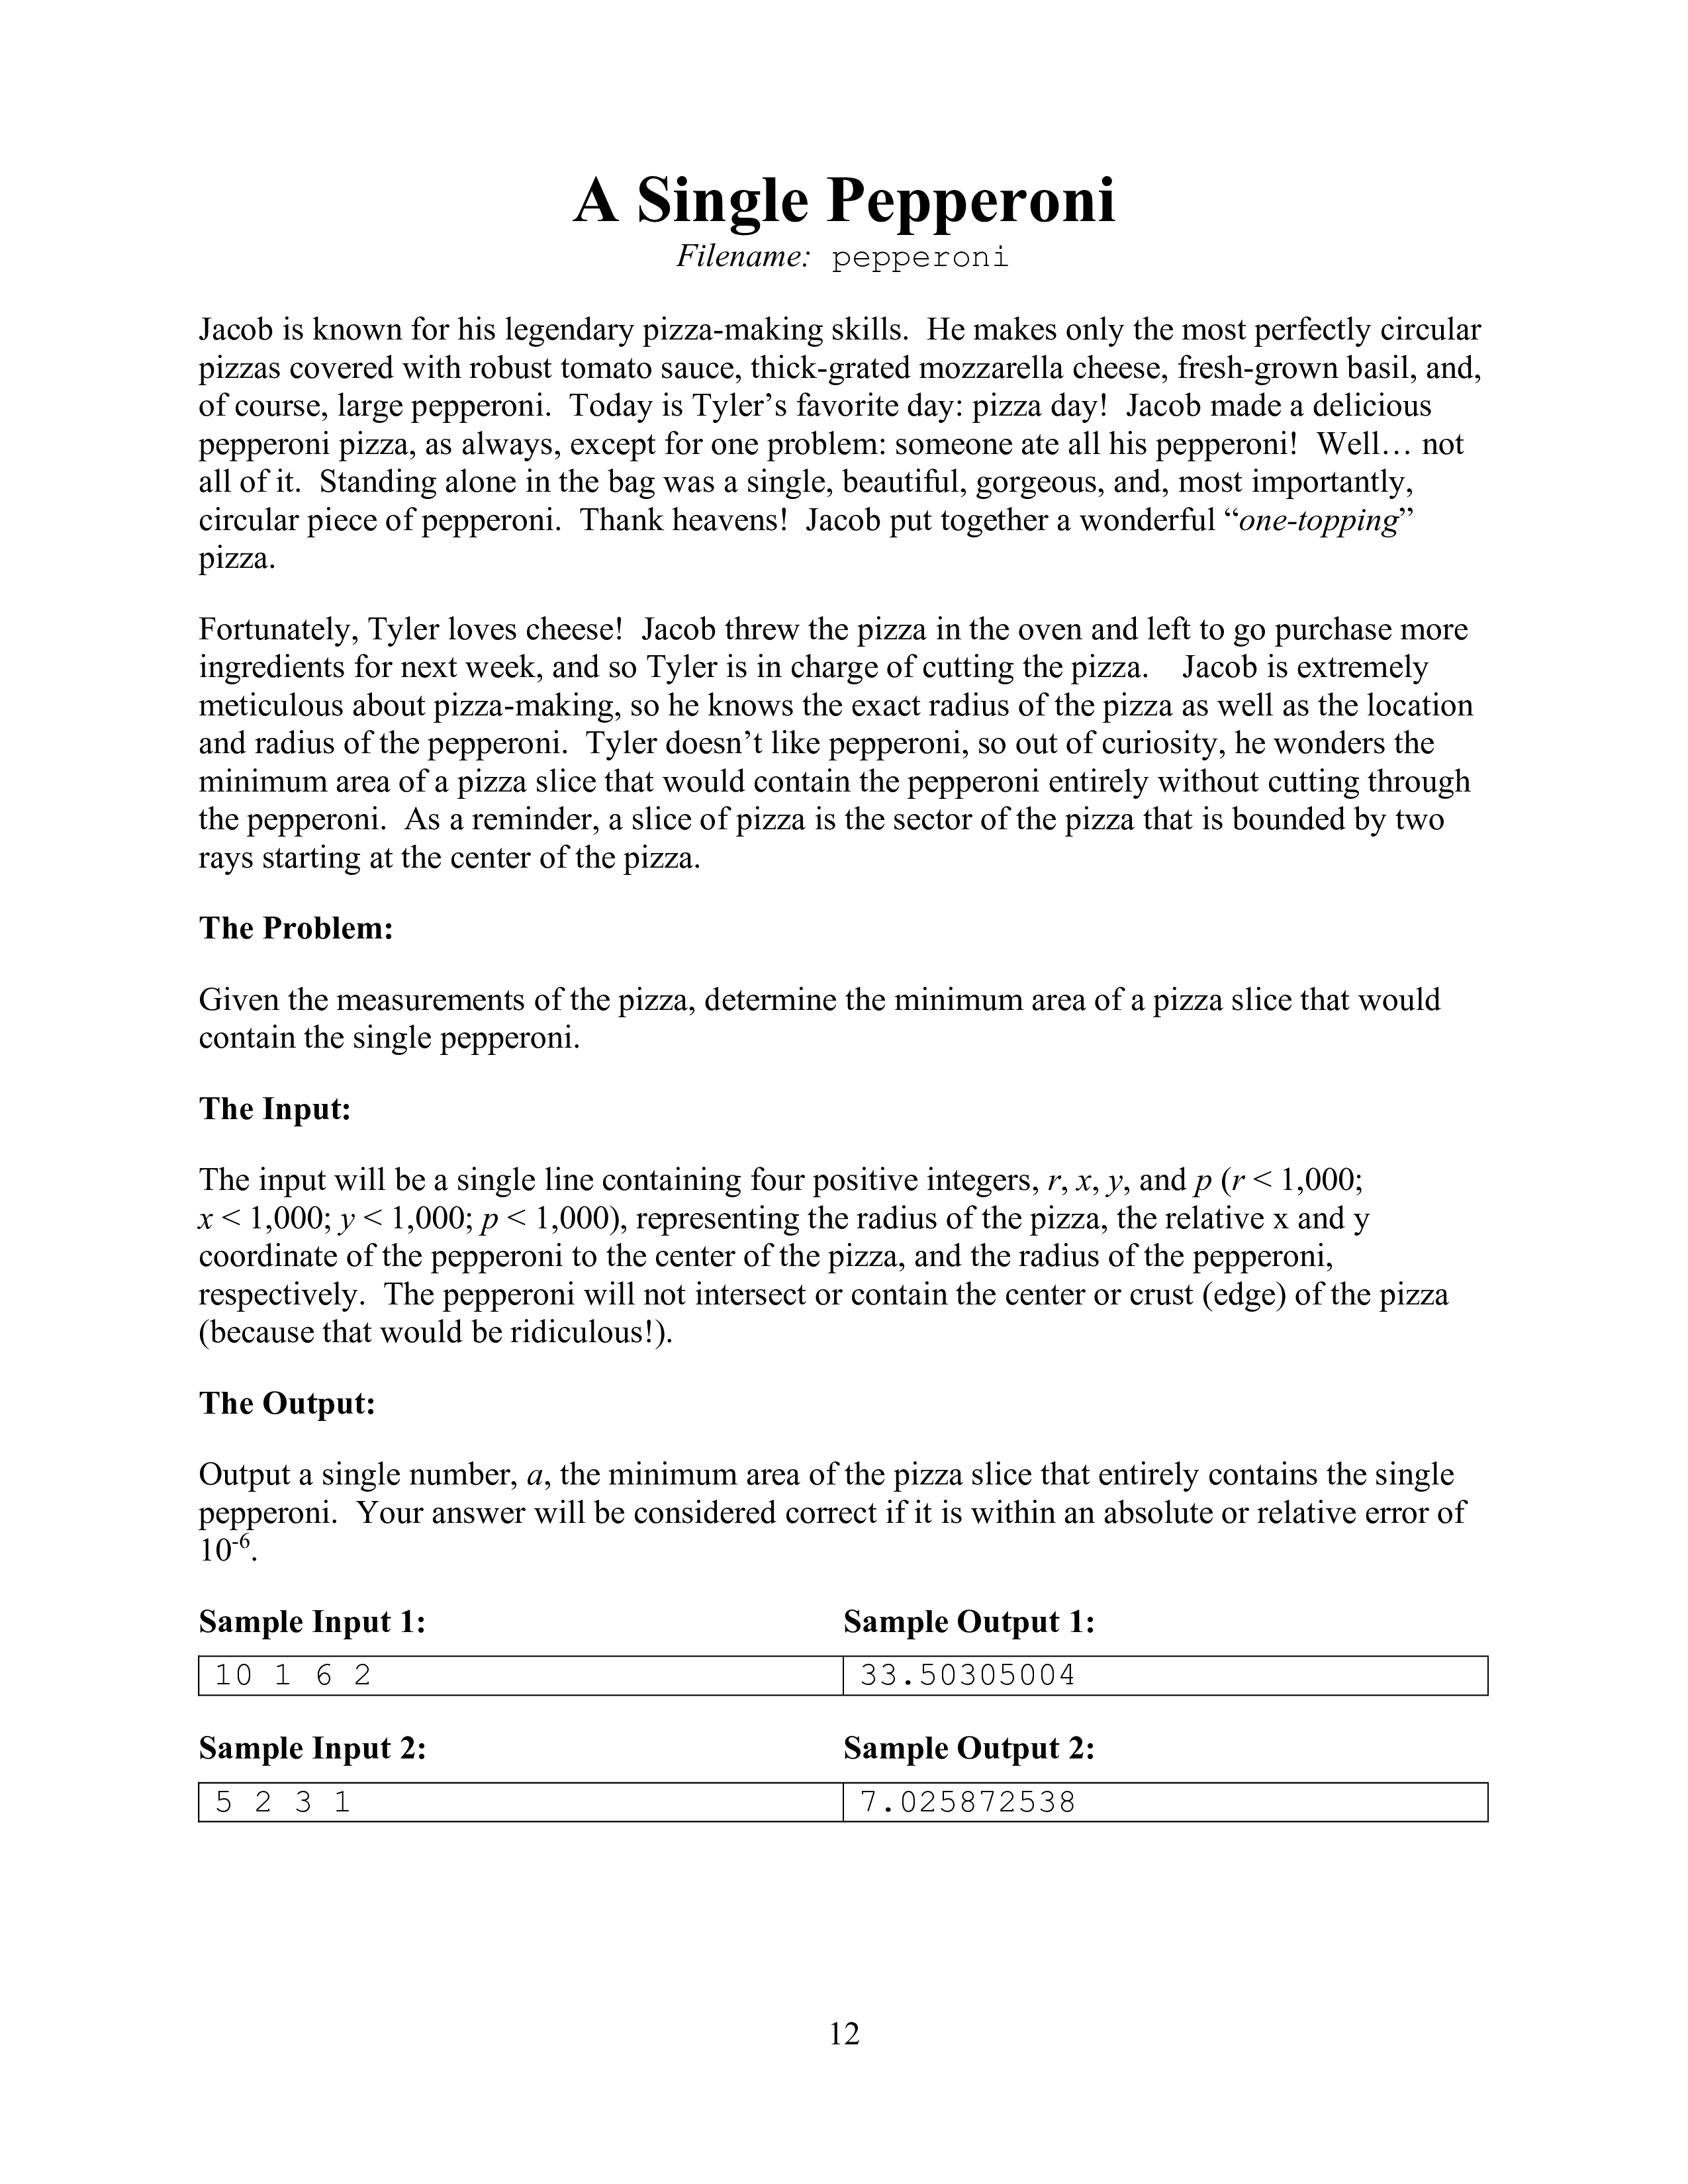 A Single Pepperoni
Filename: pepperoni
Jacob is known for his legendary pizza-making skills. He makes only the most perfectly circular
pizzas covered with robust tomato sauce, thick-grated mozzarella cheese, fresh-grown basil, and,
of course, large pepperoni. Today is Tyler’s favorite day: pizza day! Jacob made a delicious
pepperoni pizza, as always, except for one problem: someone ate all his pepperoni! Well… not
all of it. Standing alone in the bag was a single, beautiful, gorgeous, and, most importantly,
circular piece of pepperoni. Thank heavens! Jacob put together a wonderful “one-topping”
pizza.
Fortunately, Tyler loves cheese! Jacob threw the pizza in the oven and left to go purchase more
ingredients for next week, and so Tyler is in charge of cutting the pizza. Jacob is extremely
meticulous about pizza-making, so he knows the exact radius of the pizza as well as the location
and radius of the pepperoni. Tyler doesn’t like pepperoni, so out of curiosity, he wonders the
minimum area of a pizza slice that would contain the pepperoni entirely without cutting through
the pepperoni. As a reminder, a slice of pizza is the sector of the pizza that is bounded by two
rays starting at the center of the pizza.
The Problem:
Given the measurements of the pizza, determine the minimum area of a pizza slice that would
contain the single pepperoni.
The Input:
The input will be a single line containing four positive integers, r, x, y, and p (r < 1,000;
x < 1,000; y < 1,000; p < 1,000), representing the radius of the pizza, the relative x and y
coordinate of the pepperoni to the center of the pizza, and the radius of the pepperoni,
respectively. The pepperoni will not intersect or contain the center or crust (edge) of the pizza
(because that would be ridiculous!).
The Output:
Output a single number, a, the minimum area of the pizza slice that entirely contains the single
pepperoni. Your answer will be considered correct if it is within an absolute or relative error of
10-6.
Sample Input 1: Sample Output 1:
10 1 6 2 33.50305004
Sample Input 2: Sample Output 2:
5 2 3 1 7.025872538
12